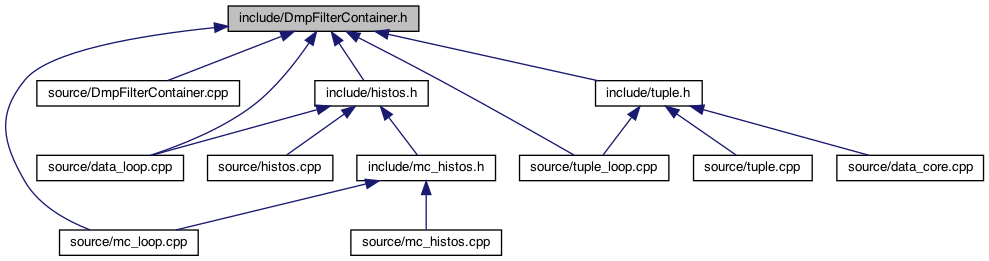 include/DmpFilterContainer.h
source/DmpFilterContainer.cpp
include/histos.h
include/tuple.h
source/data_loop.cpp
source/histos.cpp
include/mc_histos.h
source/tuple_loop.cpp
source/tuple.cpp
source/data_core.cpp
source/mc_loop.cpp
source/mc_histos.cpp